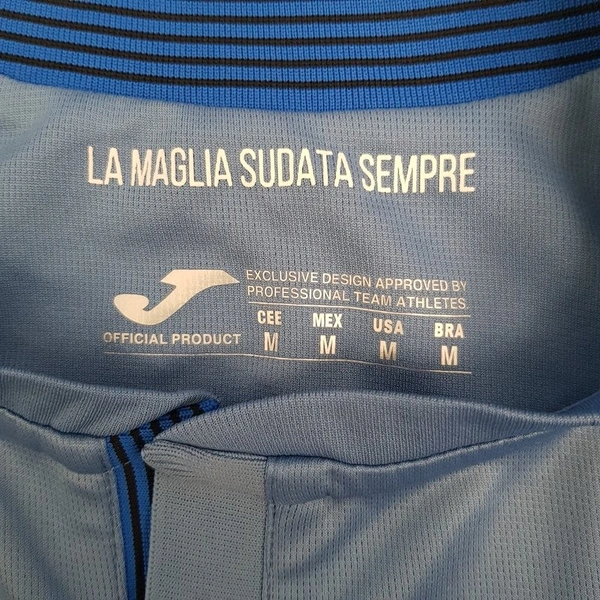 LA MAGLIA SUDATA SEMPRE
EXCLUSIVE DESIGN APPROVED BY
PROFESSIONAL TEAM ATHLETES
OFFICIAL PRODUCT
CEE MEX USA BRA
M M M M